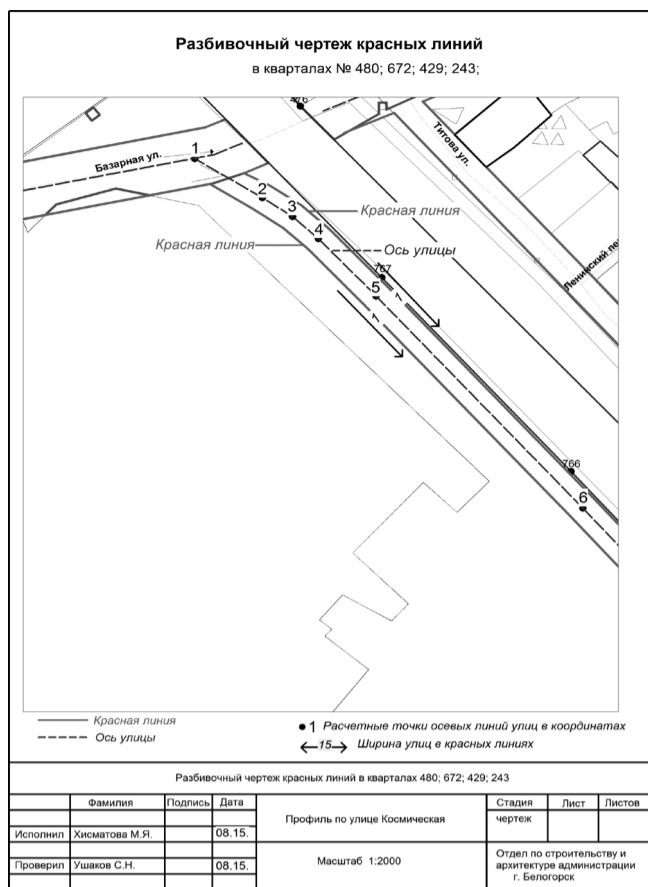 Разбивочный чертеж красных линий
в кварталах № 480; 672; 429; 243;
476
Титова ул.
Базарная ул.
1
2
3
4
Красная линия
Красная линия
Ось улицы
Ленинский пе
767
5
766
6
Красная линия
Ось улицы
1 Расчетные точки осевых линий улиц в координатах
15 Ширина улиц в красных линиях
Разбивочный чертеж красных линий в кварталах 480; 672; 429; 243
Фамилия Подпись Дата
Профиль по улице Космическая
Стадия Лист Листов
чертеж
Исполнил Хисматова М.Я. 08.15.
Проверил Ушаков С.Н. 08.15.
Масштаб 1:2000
Отдел по строительству и
архитектуре администрации
г. Белогорск